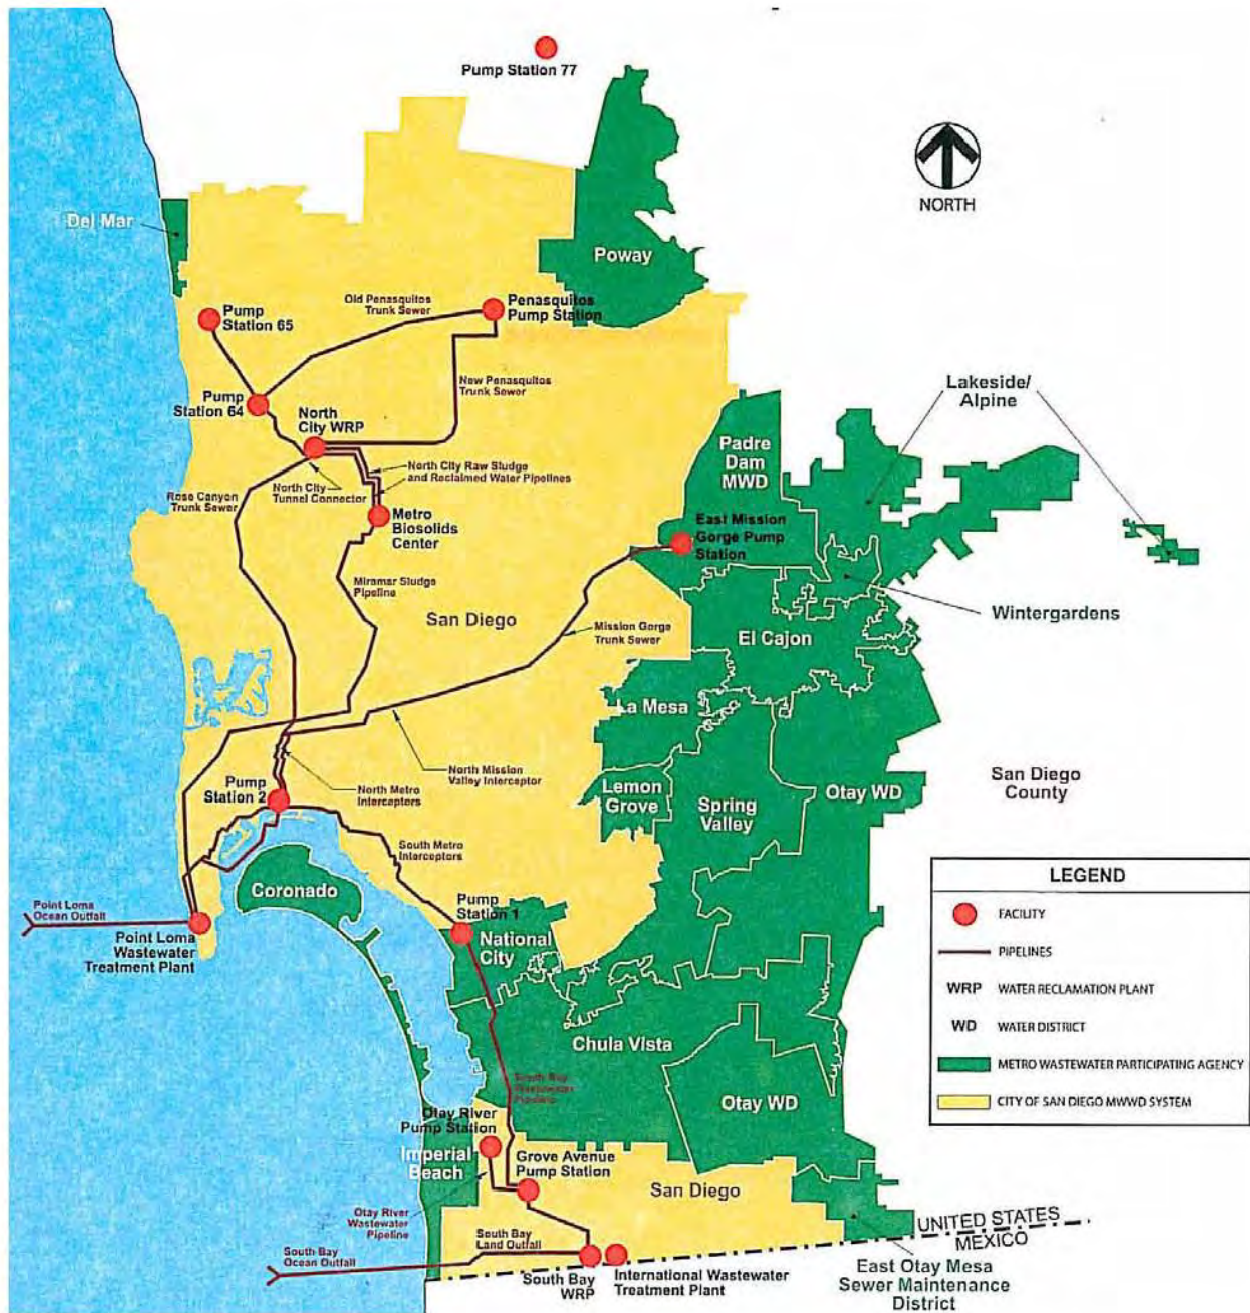 Pump Station 77
NORTH
Del Mar
Poway
Pump
Station 65
Old Penasquitos
Trunk Sewer
Penasquitos
Pump Station
Pump
Station 64
New Penasquitos
Trunk Sewer
Lakeside/
Alpine
North
City WRP
Padre
Dam
MWD
North City Raw Sludge
and Reclaimed Water Pipelines
Rose Canyon
Trunk Sewer
North City
Tunnel Connector
Metro
Biosolids
Center
East Mission
Gorge Pump
Station
Miramar Sludge
Pipeline
San Diego
Mission Gorge
Trunk Sewer
Wintergardens
El Cajon
La Mesa
North Mission
Valley Interceptor
Pump
Station 2
North Metro
Interceptors
Lemon
Grove
Spring
Valley
Otay WD
San Diego
County
South Metro
Interceptors
Coronado
Pump
Station 1
National
City
Point Loma
Ocean Outfall
Point Loma
Wastewater
Treatment Plant
LEGEND
FACILITY
PIPELINES
WRP WATER RECLAMATION PLANT
WD WATER DISTRICT
METRO WASTEWATER PARTICIPATING AGENCY
CITY OF SAN DIEGO MWWD SYSTEM
Chula Vista
South Bay
Wastewater
Pipeline
Otay WD
Otay River
Pump Station
Imperial
Beach
Grove Avenue
Pump Station
San Diego
Otay River
Wastewater
Pipeline
South Bay
Land Outfall
South Bay
Ocean Outfall
UNITED STATES
MEXICO
South Bay
WRP
International Wastewater
Treatment Plant
East Otay Mesa
Sewer Maintenance
District